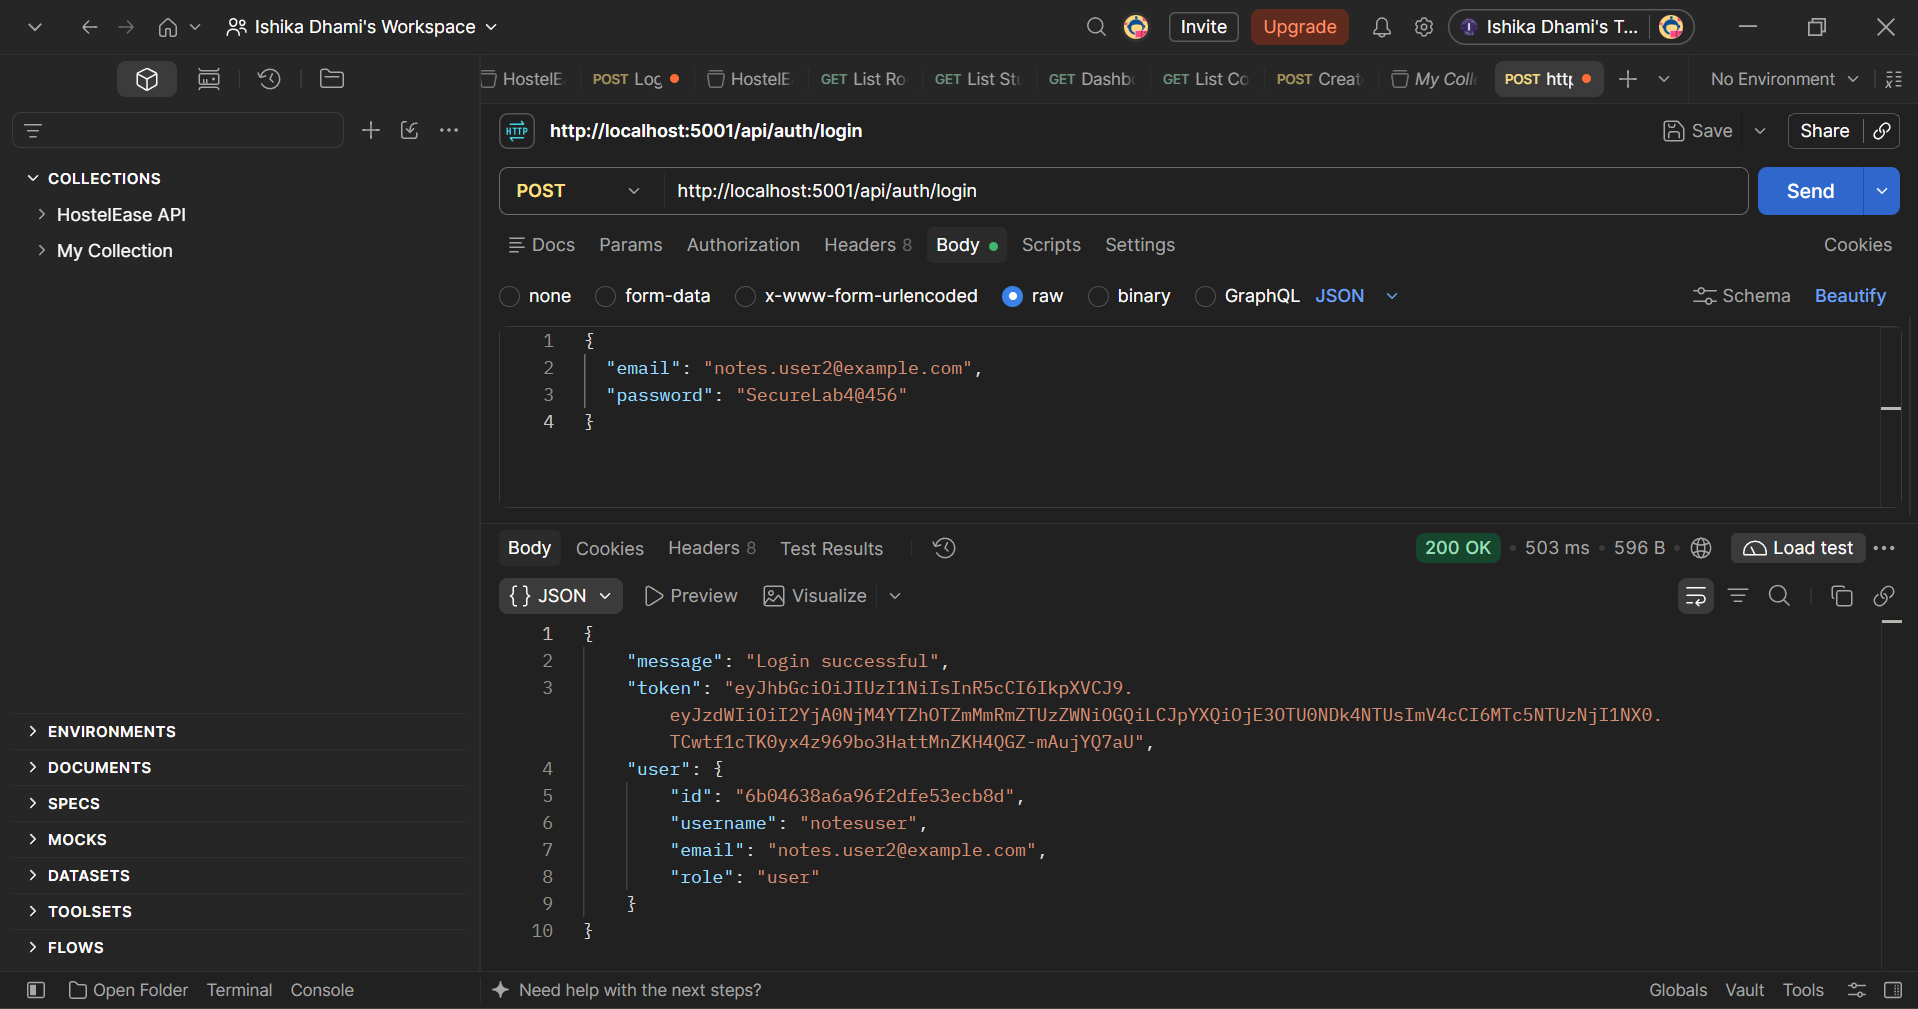 Ishika Dhami's Workspace
Invite
Upgrade
Ishika Dhami's T...
HostelE
POST Log
HostelE
GET List Ro
GET List Stu
GET Dashb
GET List Co
POST Creat
My Coll
POST http
No Environment
HTTP http://localhost:5001/api/auth/login
Save
Share
COLLECTIONS
HostelEase API
My Collection
POST
http://localhost:5001/api/auth/login
Send
Docs
Params
Authorization
Headers 8
Body
Scripts
Settings
Cookies
none
form-data
x-www-form-urlencoded
raw
binary
GraphQL
JSON
Schema
Beautify
1 {
2 "email": "notes.user2@example.com",
3 "password": "SecureLab4@456"
4 }
Body
Cookies
Headers 8
Test Results
200 OK • 503 ms • 596 B •
Load test
{} JSON
Preview
Visualize
1 {
2 "message": "Login successful",
3 "token": "eyJhbGciOiJIUzI1NiIsInR5cCI6IkpXVCJ9.
eyJzdWIiOiI2YjA0NjM4YTZhOTZmMmRmZTUzZWNiOGQiLCJpYXQiOjE3OTU0NDk4NTUsImV4cCI6MTc5NTUzNjI1NX0.
TCwtf1cTK0yx4z969bo3HattMnZKH4QGZ-mAujYQ7aU",
4 "user": {
5 "id": "6b04638a6a96f2dfe53ecb8d",
6 "username": "notesuser",
7 "email": "notes.user2@example.com",
8 "role": "user"
9 }
10 }
ENVIRONMENTS
DOCUMENTS
SPECS
MOCKS
DATASETS
TOOLSETS
FLOWS
Open Folder
Terminal
Console
Need help with the next steps?
Globals
Vault
Tools